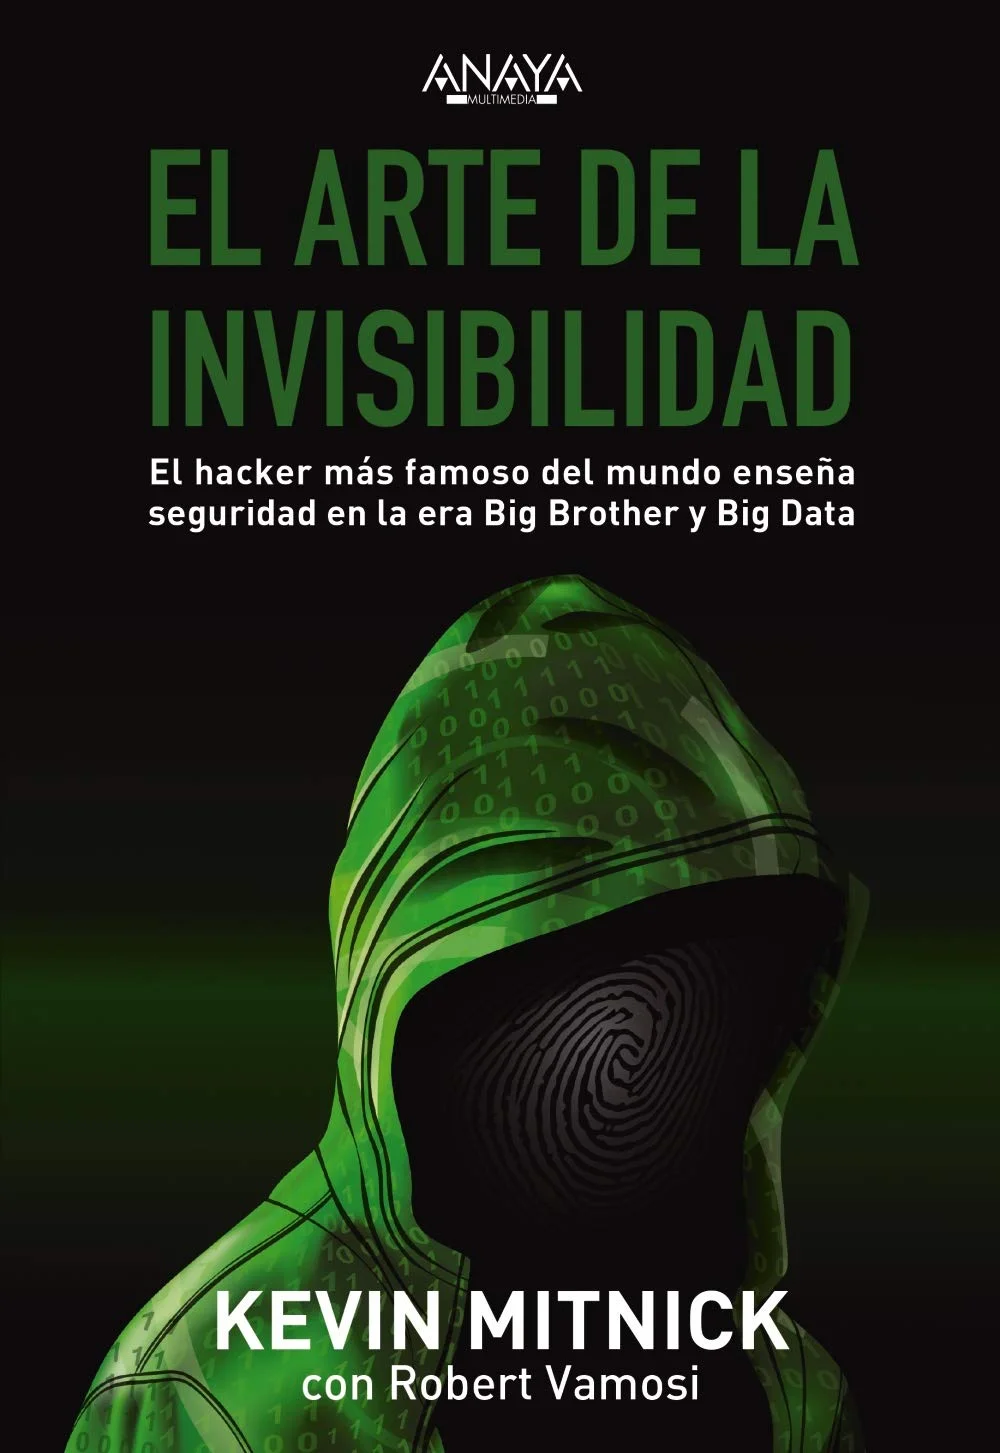 ANAYA
MULTIMEDIA
EL ARTE DE LA
INVISIBILIDAD
El hacker más famoso del mundo enseña
seguridad en la era Big Brother y Big Data
KEVIN MITNICK
con Robert Vamosi